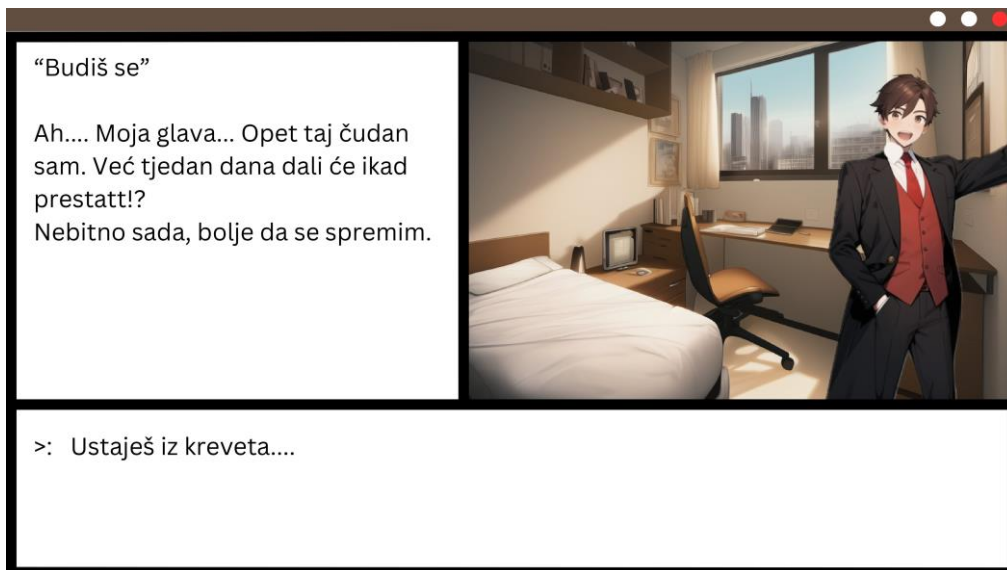 “Budiš se”
Ah.... Moja glava... Opet taj čudan
sam. Već tjedan dana dali će ikad
prestatt!?
Nebitno sada, bolje da se spremim.
>: Ustaješ iz kreveta....